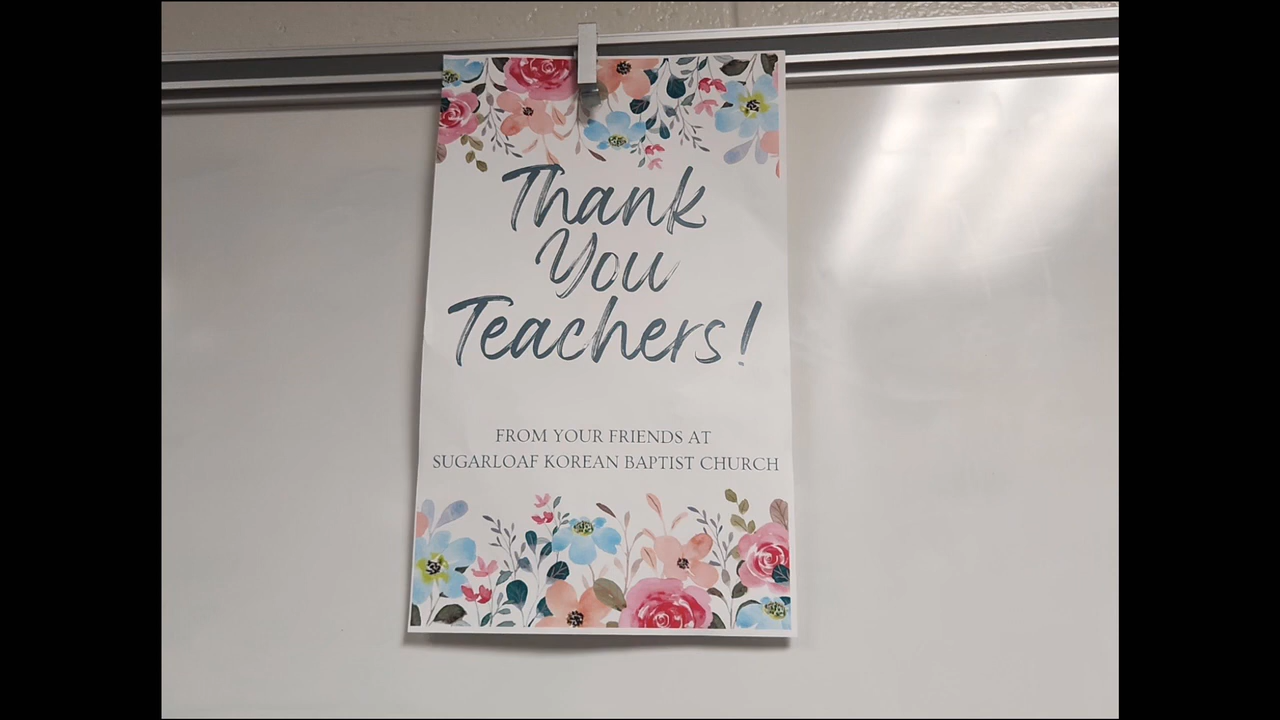 Thank
You
Teachers!
FROM YOUR FRIENDS AT
SUGARLOAF KOREAN BAPTIST CHURCH